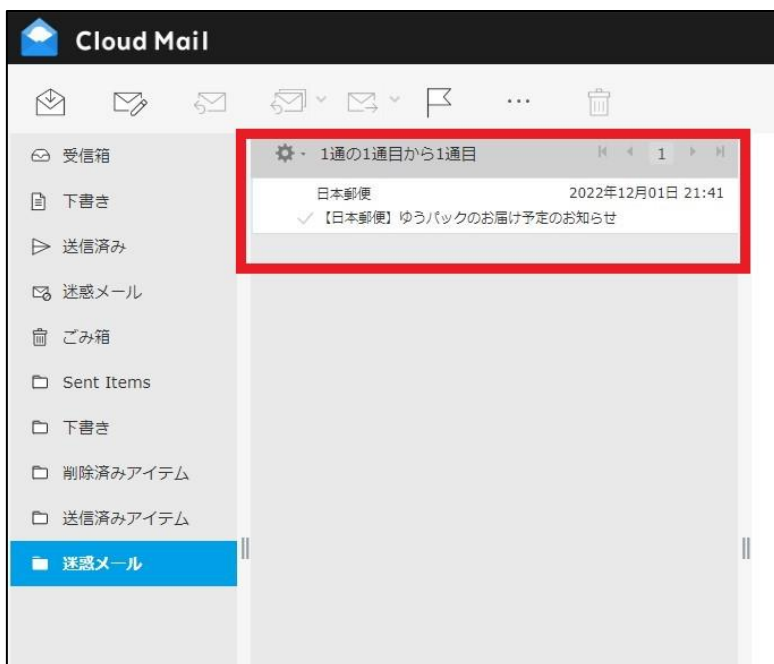 Cloud Mail
受信箱
下書き
送信済み
迷惑メール
ごみ箱
Sent Items
下書き
削除済みアイテム
送信済みアイテム
迷惑メール
1通の1通目から1通目
1
日本郵便
2022年12月01日 21:41
【日本郵便】ゆうパックのお届け予定のお知らせ